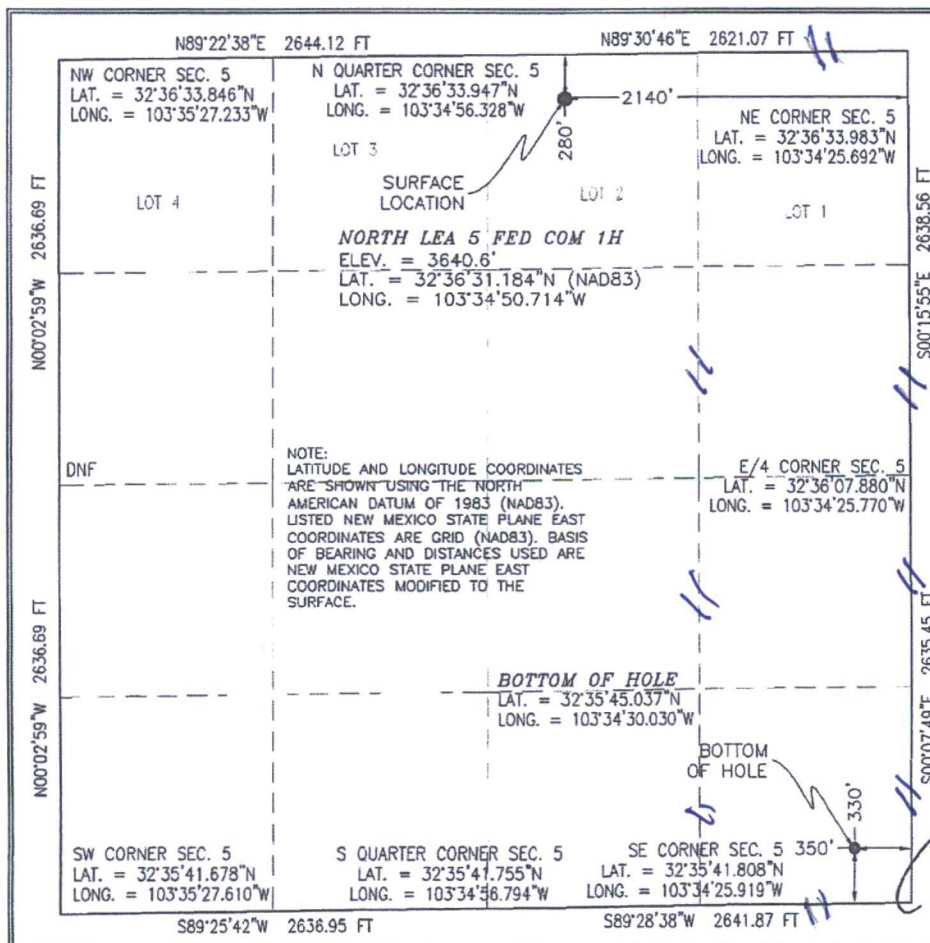 N89°22'38"E 2644.12 FT
N89°30'46"E 2621.07 FT
NW CORNER SEC. 5
LAT. = 32°36'33.846"N
LONG. = 103°35'27.233"W
N QUARTER CORNER SEC. 5
LAT. = 32°36'33.947"N
LONG. = 103°34'56.328"W
2140'
280'
NE CORNER SEC. 5
LAT. = 32°36'33.983"N
LONG. = 103°34'25.692"W
LOT 4
LOT 3
LOT 2
LOT 1
SURFACE
LOCATION
N00°02'59"W 2636.69 FT
S00°15'55"E 2638.56 FT
NORTH LEA 5 FED COM 1H
ELEV. = 3640.6'
LAT. = 32°36'31.184"N (NAD83)
LONG. = 103°34'50.714"W
DNF
NOTE:
LATITUDE AND LONGITUDE COORDINATES
ARE SHOWN USING THE NORTH
AMERICAN DATUM OF 1983 (NAD83).
LISTED NEW MEXICO STATE PLANE EAST
COORDINATES ARE GRID (NAD83). BASIS
OF BEARING AND DISTANCES USED ARE
NEW MEXICO STATE PLANE EAST
COORDINATES MODIFIED TO THE
SURFACE.
E/4 CORNER SEC. 5
LAT. = 32°36'07.880"N
LONG. = 103°34'25.770"W
N00°02'59"W 2636.69 FT
S00°07'49"E 2635.45 FT
BOTTOM OF HOLE
LAT. = 32°35'45.037"N
LONG. = 103°34'30.030"W
BOTTOM
OF HOLE
330'
350'
SW CORNER SEC. 5
LAT. = 32°35'41.678"N
LONG. = 103°35'27.610"W
S QUARTER CORNER SEC. 5
LAT. = 32°35'41.755"N
LONG. = 103°34'56.794"W
SE CORNER SEC. 5
LAT. = 32°35'41.808"N
LONG. = 103°34'25.919"W
S89°25'42"W 2636.95 FT
S89°28'38"W 2641.87 FT